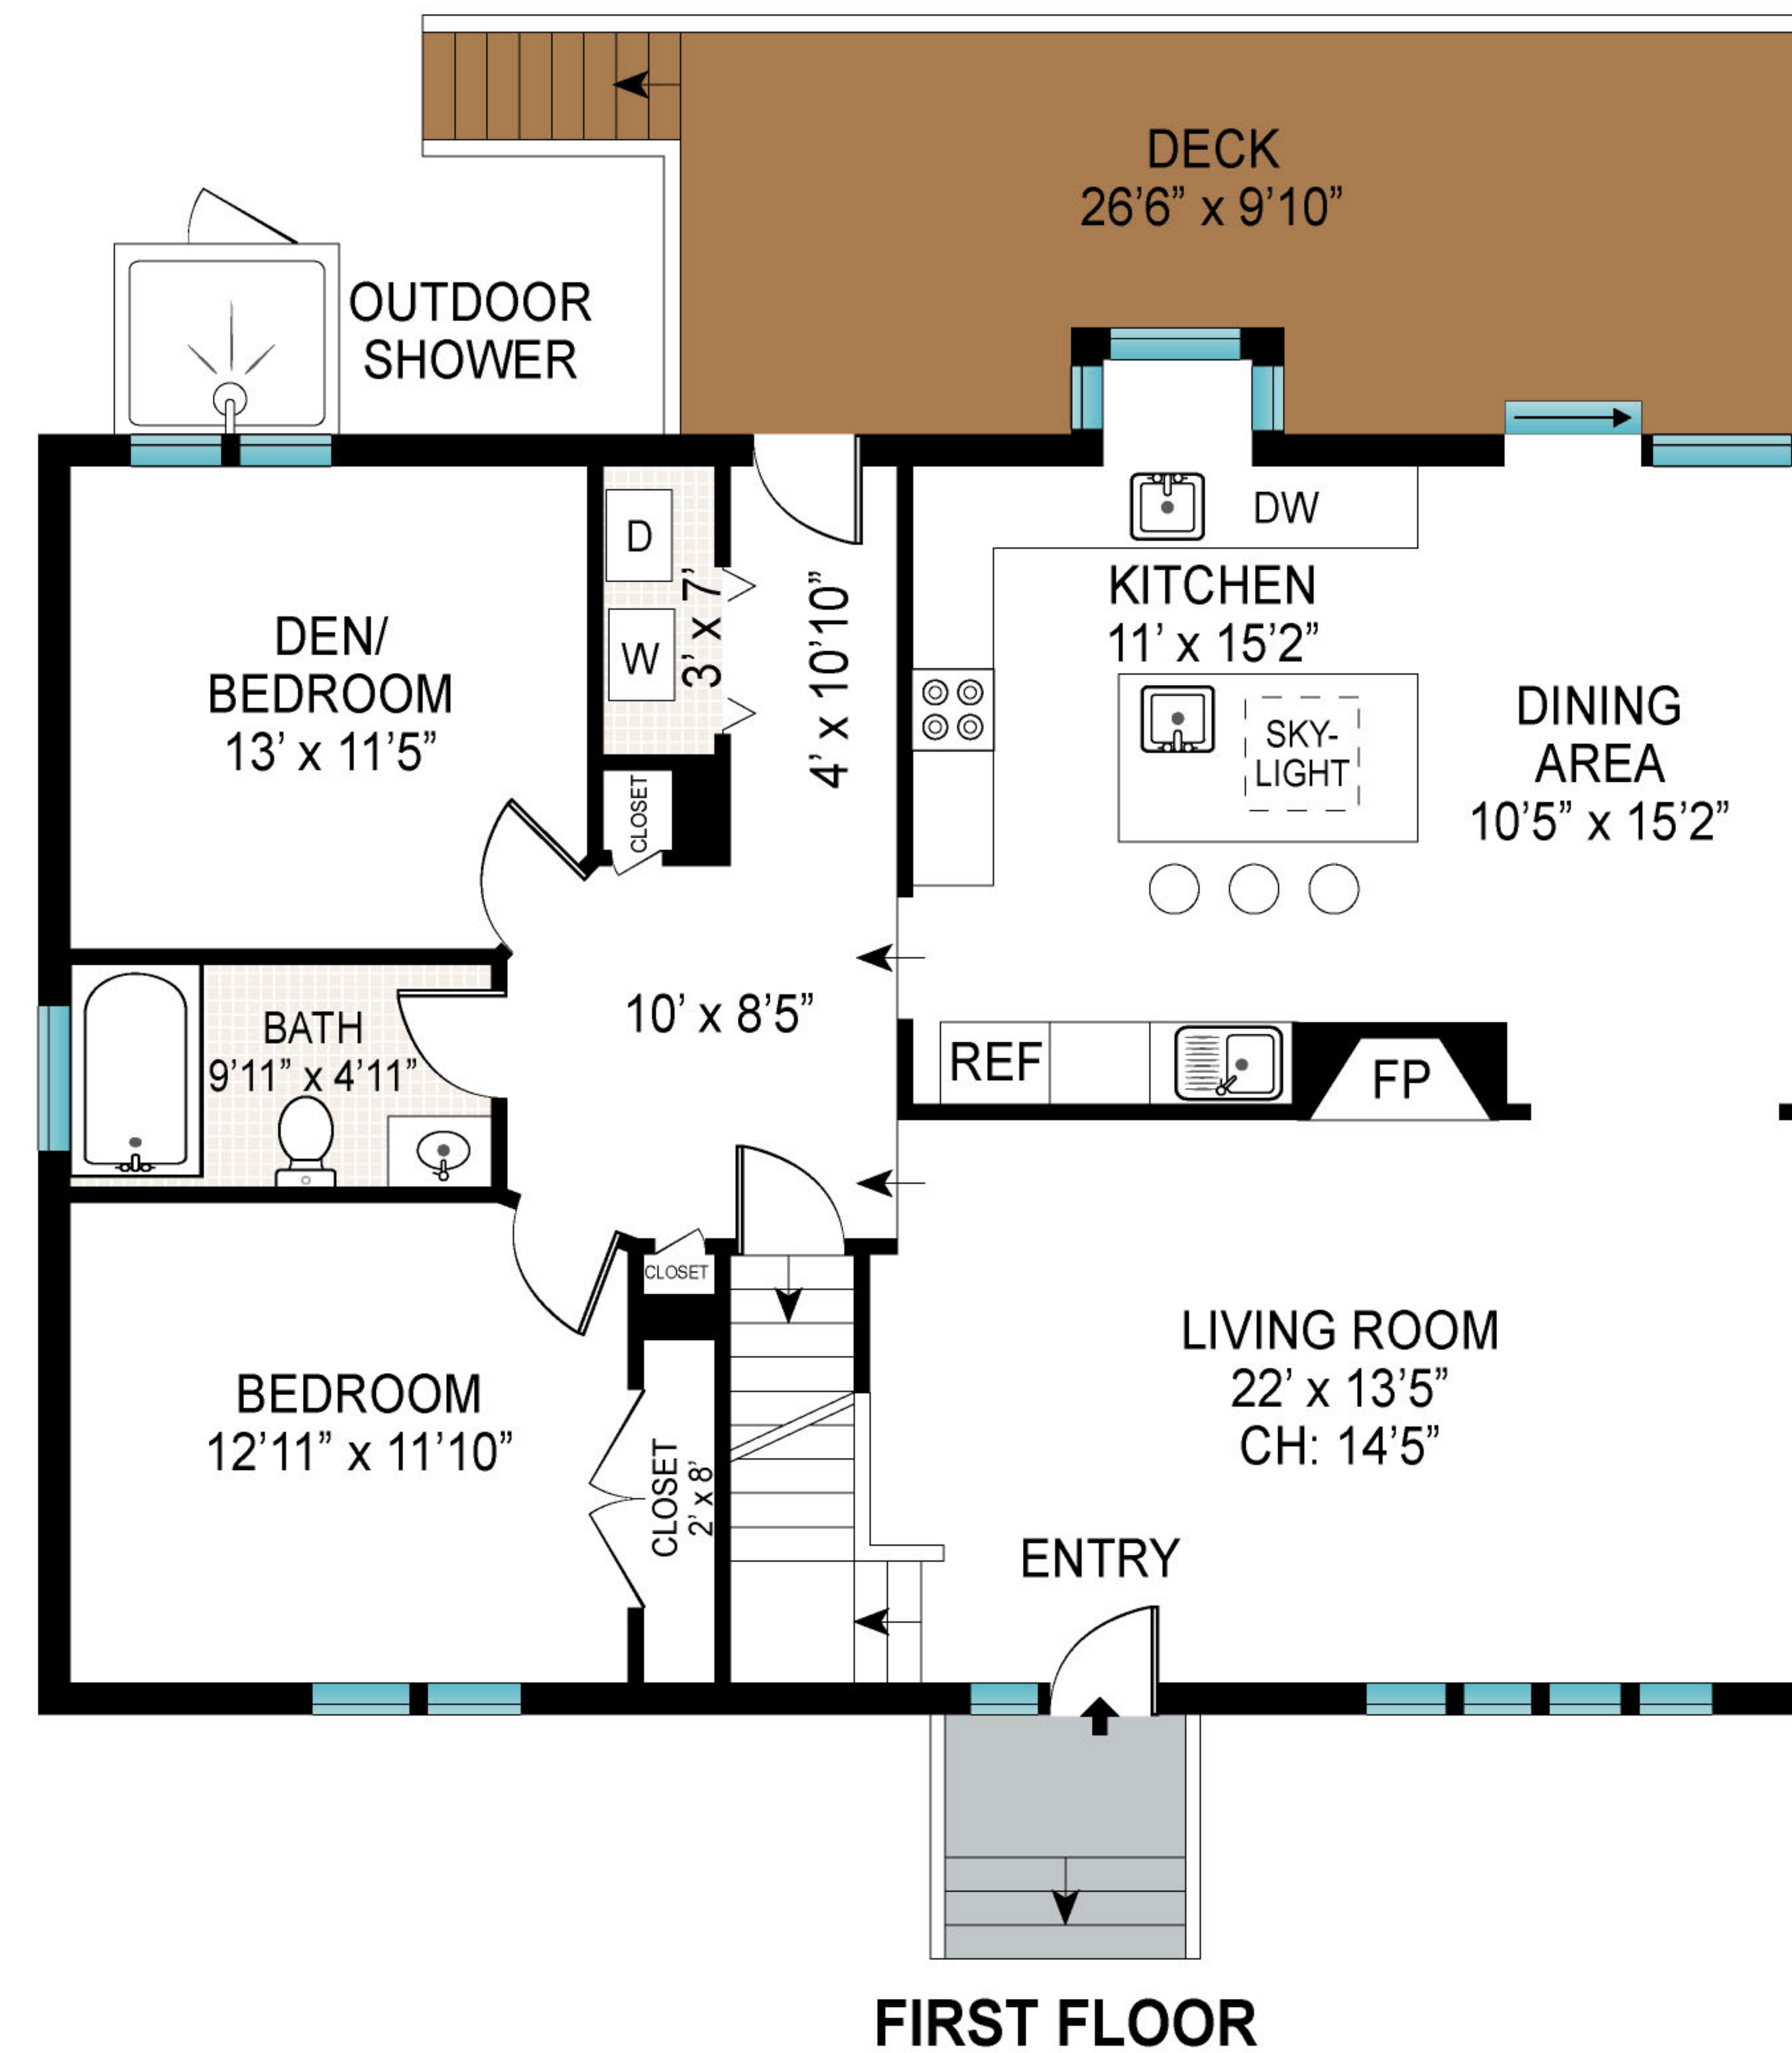 DECK
26’6” x 9’10”
OUTDOOR
SHOWER
DEN/
BEDROOM
13’ x 11’5”
D
W
3’ x 7’
CLOSET
4’ x 10’10”
DW
KITCHEN
11’ x 15’2”
SKY-
LIGHT
DINING
AREA
10’5” x 15’2”
BATH
9’11” x 4’11”
10’ x 8’5”
REF
FP
CLOSET
BEDROOM
12’11” x 11’10”
CLOSET
2’ x 8’
LIVING ROOM
22’ x 13’5”
CH: 14’5”
ENTRY
FIRST FLOOR